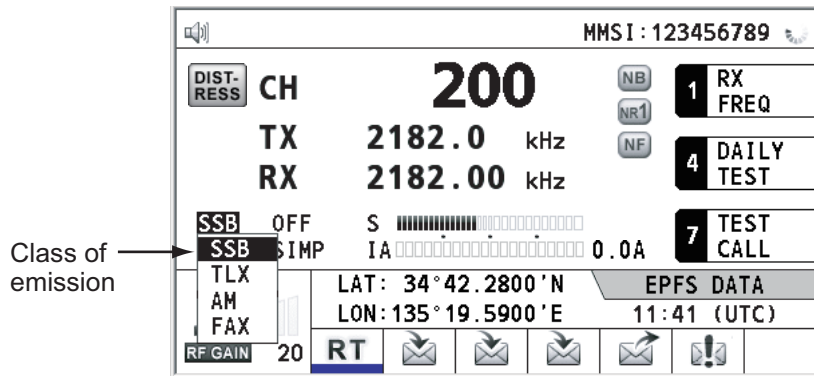 MMSI:123456789
DIST-
RESS
CH 200
NB
NR1
NF
TX 2182.0 kHz
RX 2182.00 kHz
1 RX
FREQ
4 DAILY
TEST
7 TEST
CALL
SSB OFF S
SIMP IA 0.0A
Class of
emission
SSB
TLX
AM
FAX
LAT: 34°42.2800'N
LON:135°19.5900'E
EPFS DATA
11:41 (UTC)
RF GAIN 20
RT